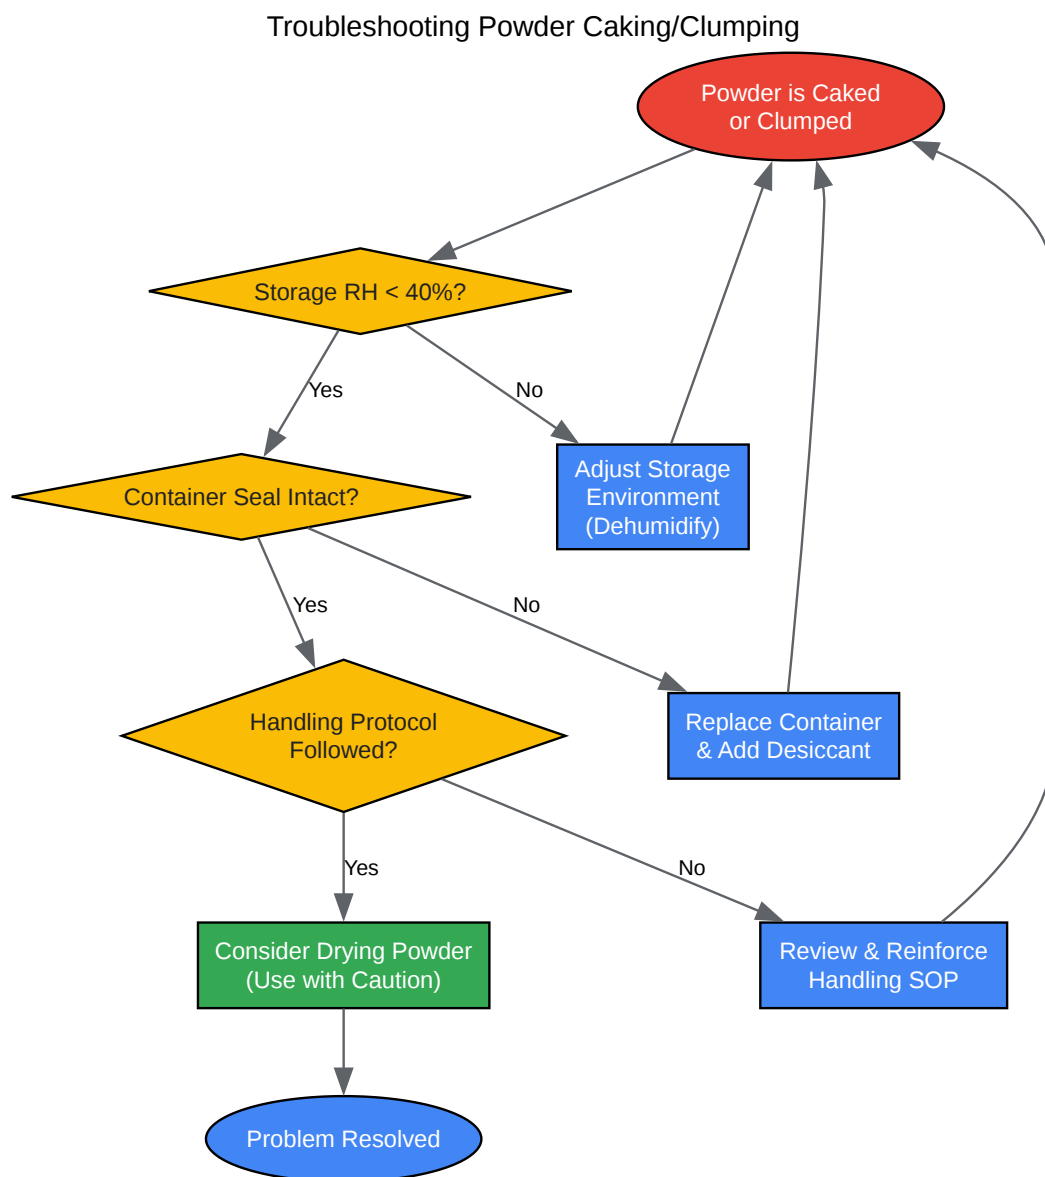 Troubleshooting Powder Caking/Clumping
Powder is Caked
or Clumped
Storage RH < 40%?
Yes
No
Adjust Storage
Environment
(Dehumidify)
Container Seal Intact?
Yes
No
Replace Container
& Add Desiccant
Handling Protocol
Followed?
Yes
No
Consider Drying Powder
(Use with Caution)
Review & Reinforce
Handling SOP
Problem Resolved